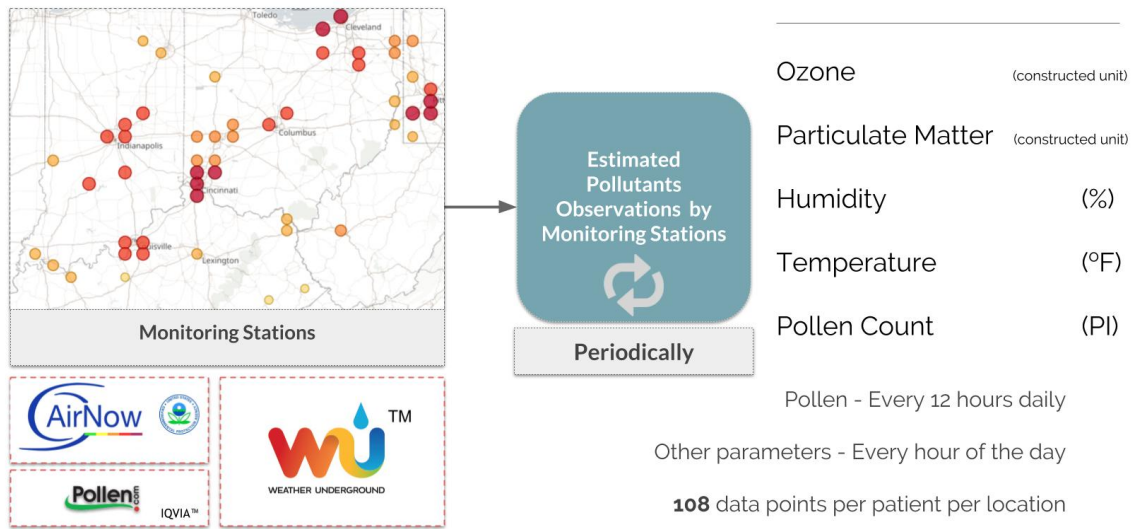 Toledo
Cleveland
Indianapolis
Columbus
Cincinnati
Lexington
Monitoring Stations
AirNow
WU TM
WEATHER UNDERGROUND
Pollen.com
IQVIA™
Estimated
Pollutants
Observations by
Monitoring Stations
Periodically
Ozone (constructed unit)
Particulate Matter (constructed unit)
Humidity (%)
Temperature (ºF)
Pollen Count (PI)
Pollen - Every 12 hours daily
Other parameters - Every hour of the day
108 data points per patient per location